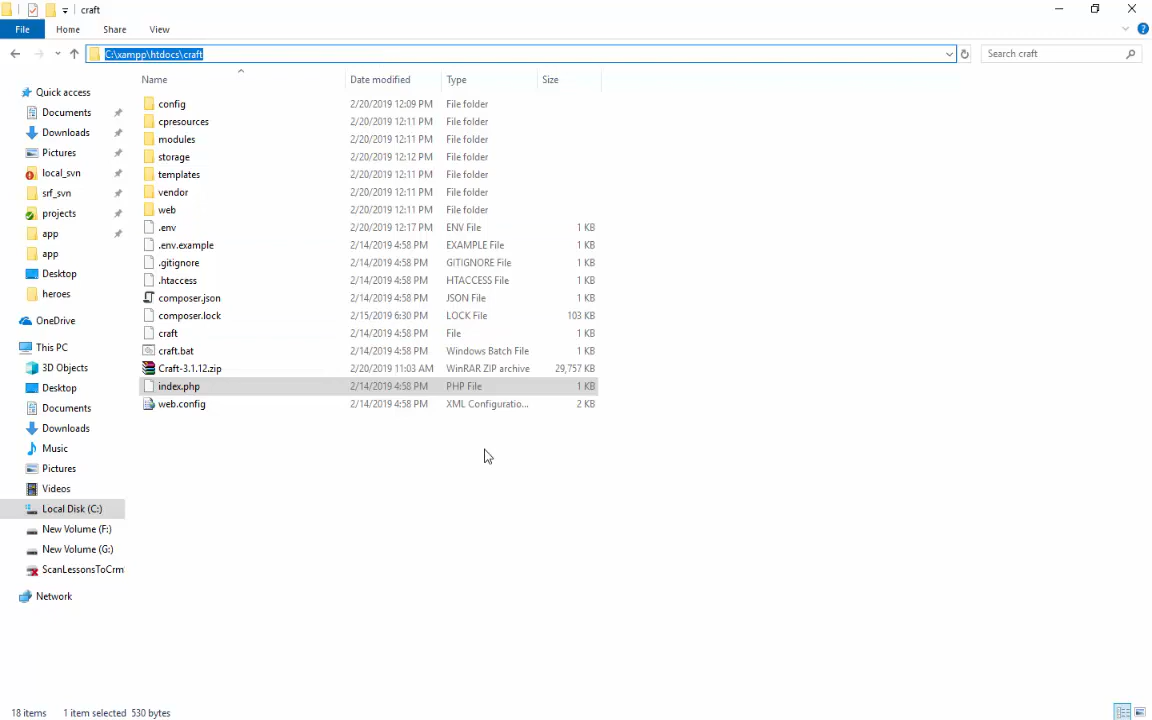 craft
File Home Share View
C:\xampp\htdocs\craft
Search craft
Name Date modified Type Size
Quick access
Documents
Downloads
Pictures
local_svn
srf_svn
projects
app
app
Desktop
heroes
OneDrive
This PC
3D Objects
Desktop
Documents
Downloads
Music
Pictures
Videos
Local Disk (C:)
New Volume (F:)
New Volume (G:)
ScanLessonsToCrm
Network
config 2/20/2019 12:09 PM File folder
cpresources 2/20/2019 12:11 PM File folder
modules 2/20/2019 12:11 PM File folder
storage 2/20/2019 12:12 PM File folder
templates 2/20/2019 12:11 PM File folder
vendor 2/20/2019 12:11 PM File folder
web 2/20/2019 12:11 PM File folder
.env 2/20/2019 12:17 PM ENV File 1 KB
.env.example 2/14/2019 4:58 PM EXAMPLE File 1 KB
.gitignore 2/14/2019 4:58 PM GITIGNORE File 1 KB
.htaccess 2/14/2019 4:58 PM HTACCESS File 1 KB
composer.json 2/14/2019 4:58 PM JSON File 1 KB
composer.lock 2/15/2019 6:30 PM LOCK File 103 KB
craft 2/14/2019 4:58 PM File 1 KB
craft.bat 2/14/2019 4:58 PM Windows Batch File 1 KB
Craft-3.1.12.zip 2/20/2019 11:03 AM WinRAR ZIP archive 29,757 KB
index.php 2/14/2019 4:58 PM PHP File 1 KB
web.config 2/14/2019 4:58 PM XML Configuratio... 2 KB
18 items 1 item selected 530 bytes